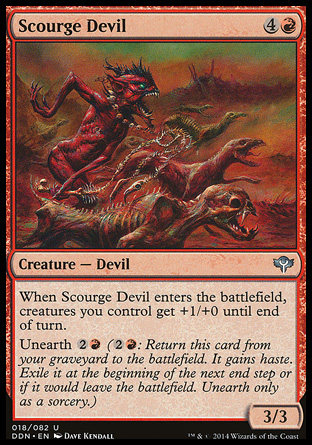 Scourge Devil 4
Creature — Devil
When Scourge Devil enters the battlefield,
creatures you control get +1/+0 until end
of turn.
Unearth 2 (2: Return this card from
your graveyard to the battlefield. It gains haste.
Exile it at the beginning of the next end step or
if it would leave the battlefield. Unearth only
as a sorcery.)
3/3
018/082 U
DDN • EN Dave Kendall
™ & © 2014 Wizards of the Coast